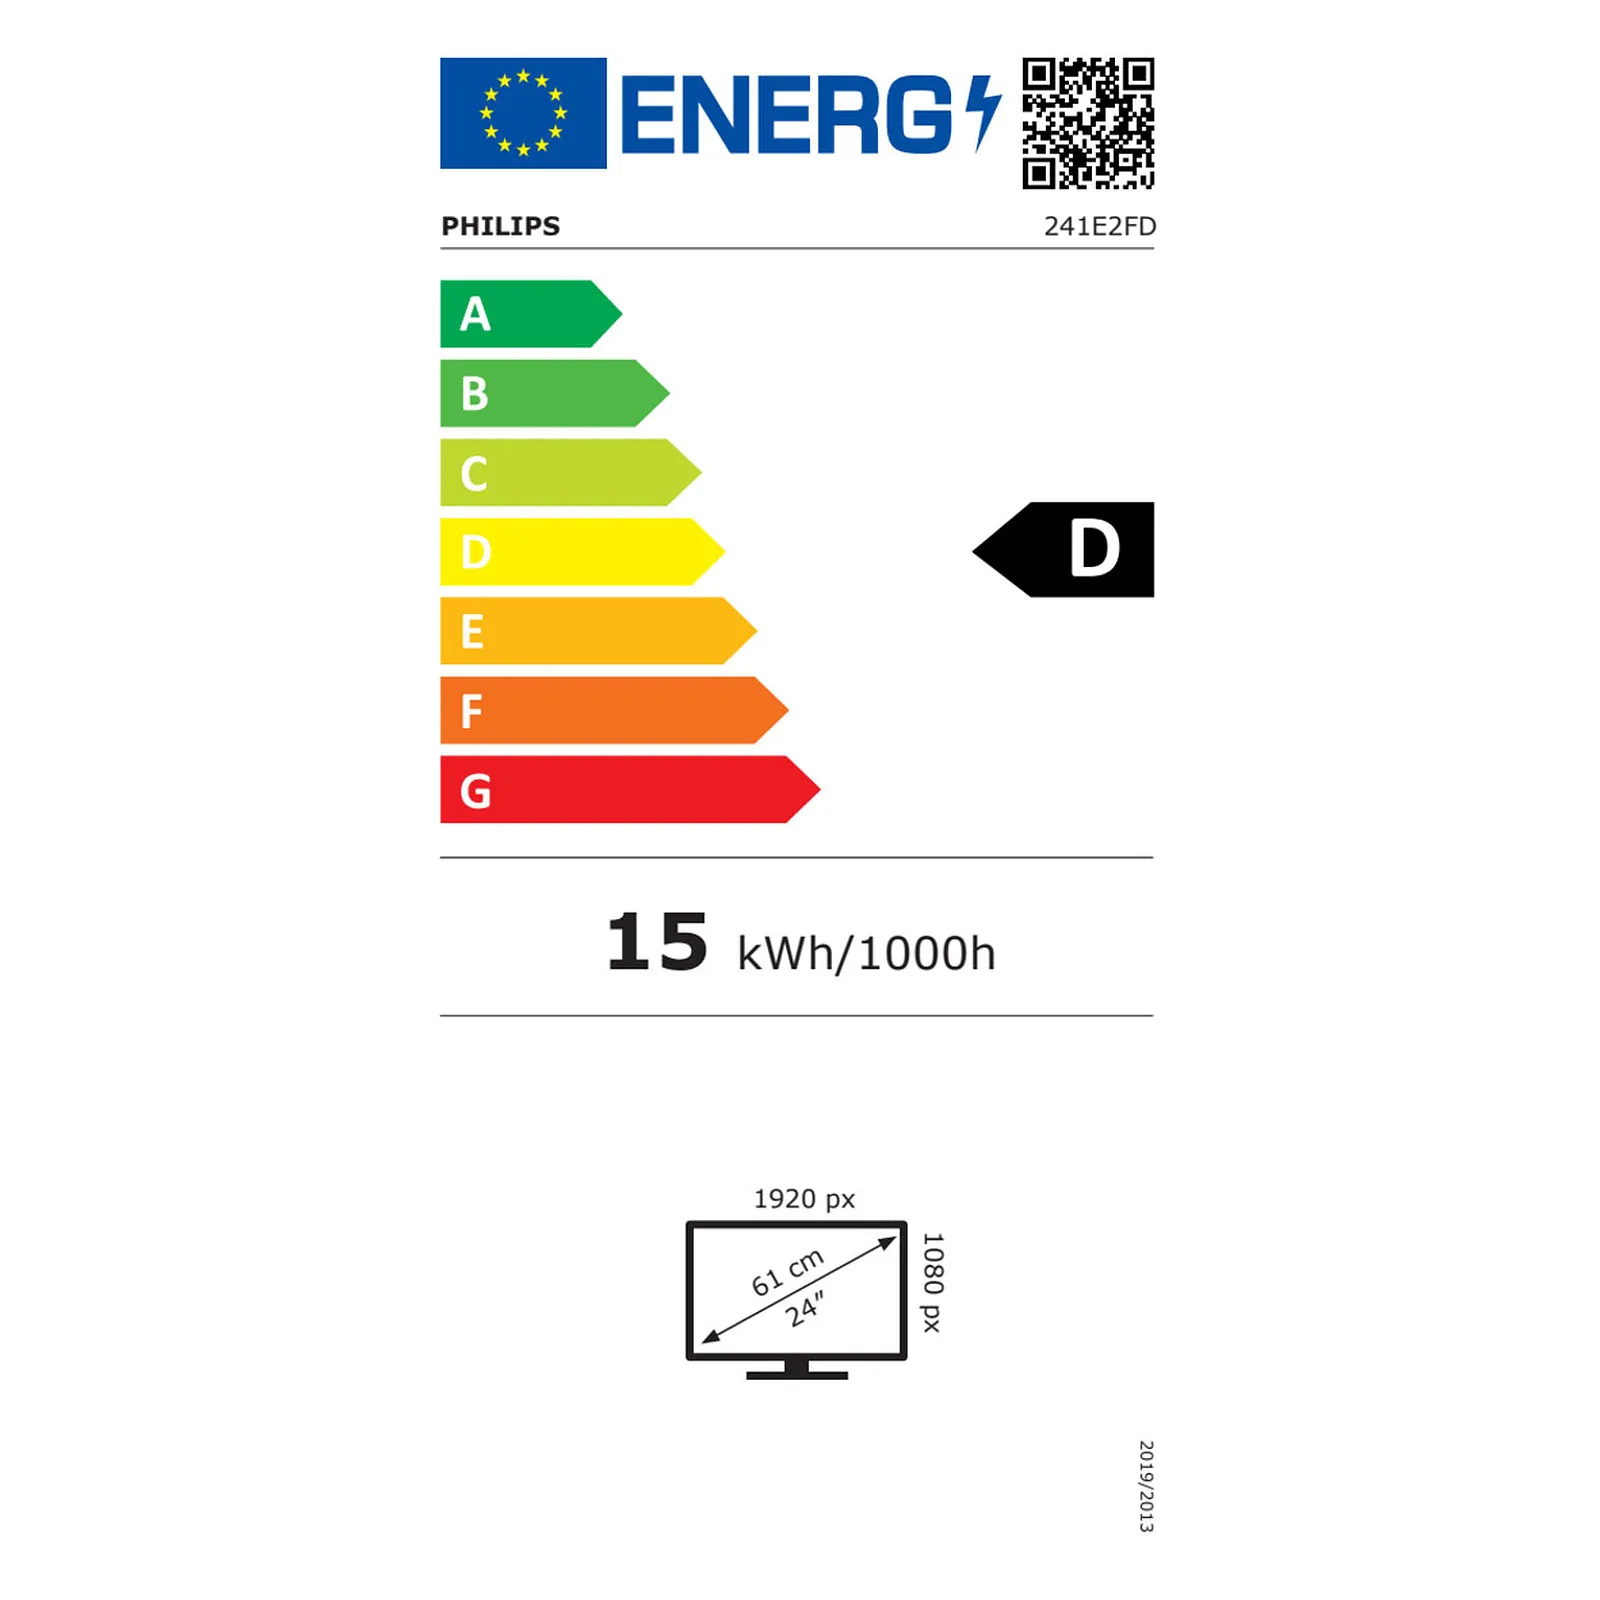 ENERG
PHILIPS 241E2FD
A
B
C
D
D
E
F
G
15 kWh/1000h
1920 px
1080 px
61 cm
24"
2019/2013